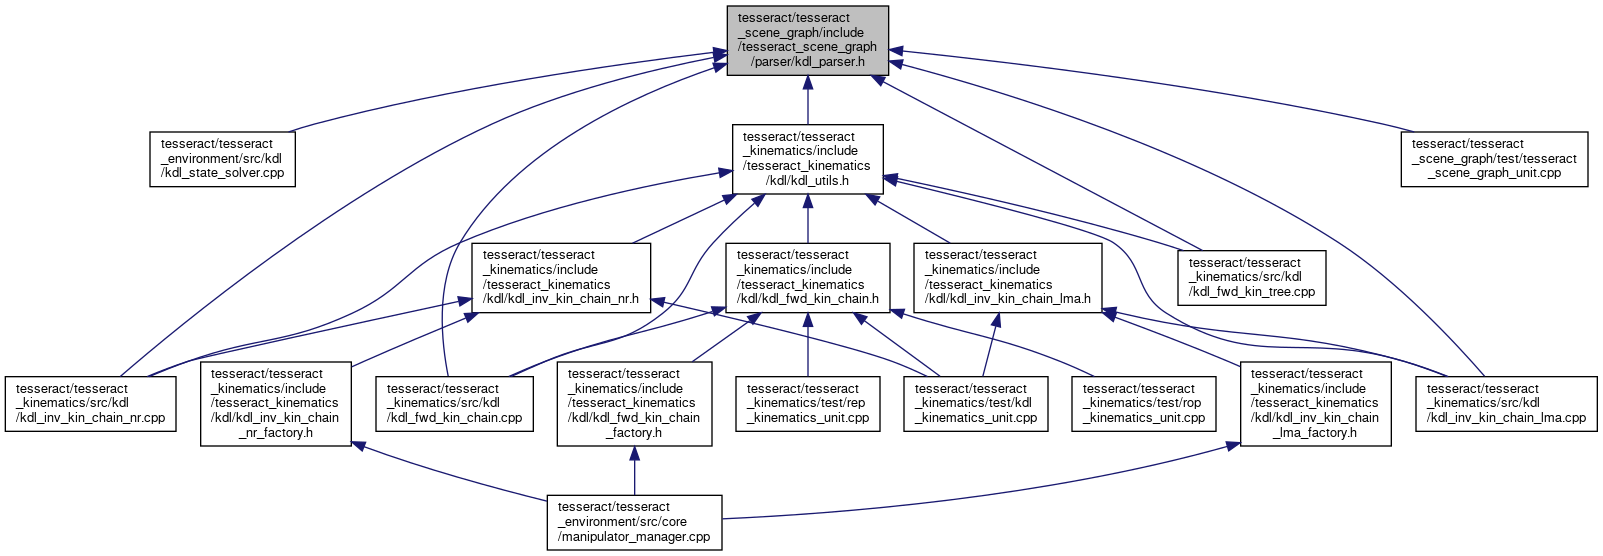 tesseract/tesseract
_scene_graph/include
/tesseract_scene_graph
/parser/kdl_parser.h
tesseract/tesseract
_environment/src/kdl
/kdl_state_solver.cpp
tesseract/tesseract
_kinematics/include
/tesseract_kinematics
/kdl/kdl_utils.h
tesseract/tesseract
_scene_graph/test/tesseract
_scene_graph_unit.cpp
tesseract/tesseract
_kinematics/include
/tesseract_kinematics
/kdl/kdl_inv_kin_chain_nr.h
tesseract/tesseract
_kinematics/include
/tesseract_kinematics
/kdl/kdl_fwd_kin_chain.h
tesseract/tesseract
_kinematics/include
/tesseract_kinematics
/kdl/kdl_inv_kin_chain_lma.h
tesseract/tesseract
_kinematics/src/kdl
/kdl_fwd_kin_tree.cpp
tesseract/tesseract
_kinematics/src/kdl
/kdl_inv_kin_chain_nr.cpp
tesseract/tesseract
_kinematics/include
/tesseract_kinematics
/kdl/kdl_inv_kin_chain
_nr_factory.h
tesseract/tesseract
_kinematics/src/kdl
/kdl_fwd_kin_chain.cpp
tesseract/tesseract
_kinematics/include
/tesseract_kinematics
/kdl/kdl_fwd_kin_chain
_factory.h
tesseract/tesseract
_kinematics/test/rep
_kinematics_unit.cpp
tesseract/tesseract
_kinematics/test/kdl
_kinematics_unit.cpp
tesseract/tesseract
_kinematics/test/rop
_kinematics_unit.cpp
tesseract/tesseract
_kinematics/include
/tesseract_kinematics
/kdl/kdl_inv_kin_chain
_lma_factory.h
tesseract/tesseract
_kinematics/src/kdl
/kdl_inv_kin_chain_lma.cpp
tesseract/tesseract
_environment/src/core
/manipulator_manager.cpp